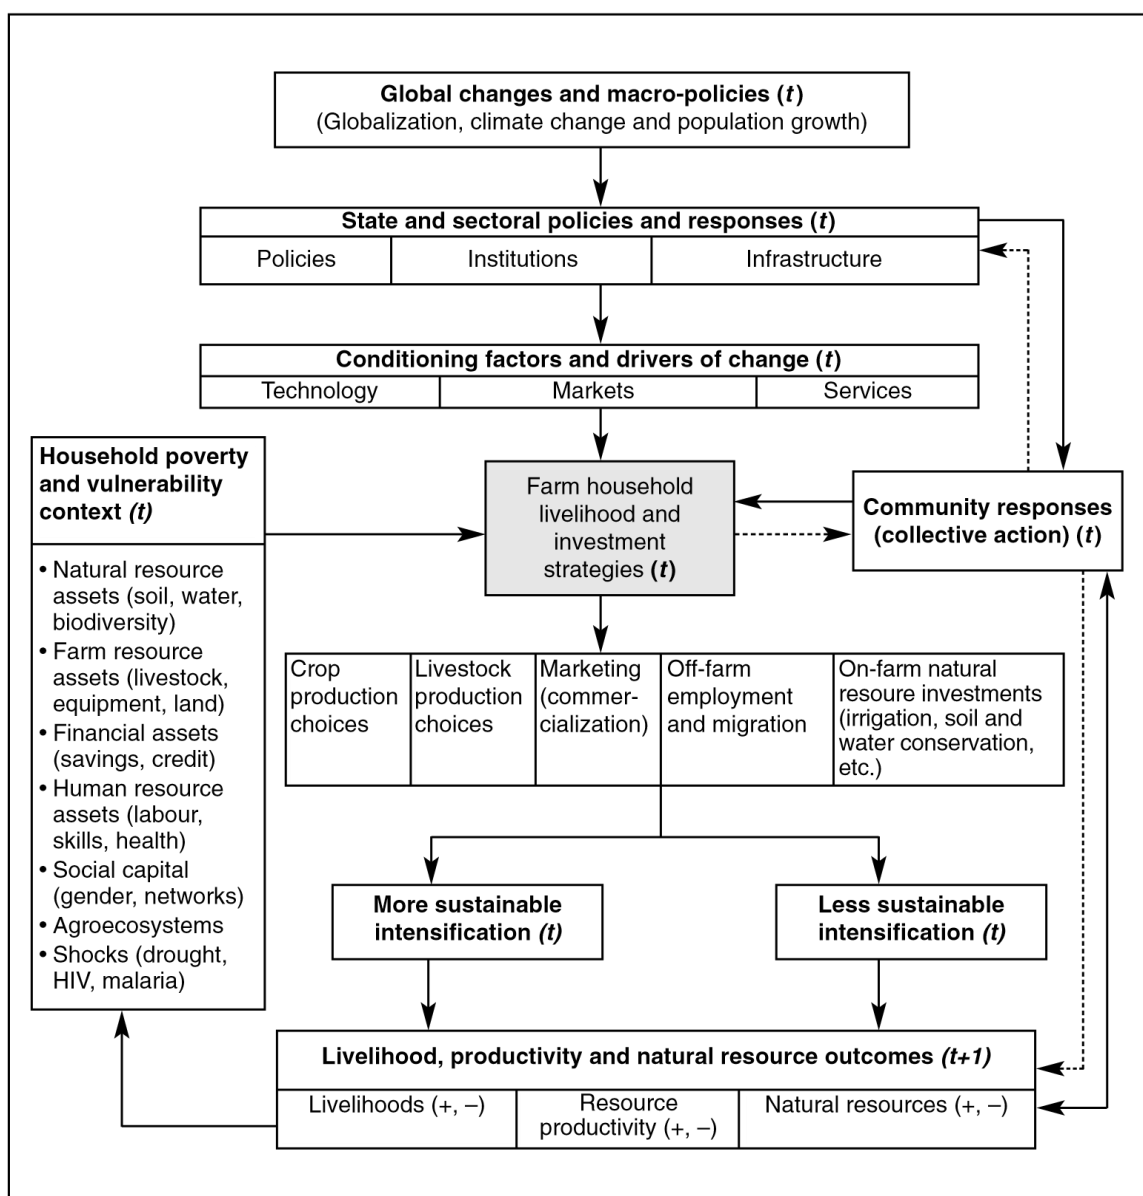 Global changes and macro-policies (t)
(Globalization, climate change and population growth)
State and sectoral policies and responses (t)
Policies
Institutions
Infrastructure
Conditioning factors and drivers of change (t)
Technology
Markets
Services
Household poverty
and vulnerability
context (t)
• Natural resource
assets (soil, water,
biodiversity)
• Farm resource
assets (livestock,
equipment, land)
• Financial assets
(savings, credit)
• Human resource
assets (labour,
skills, health)
• Social capital
(gender, networks)
• Agroecosystems
• Shocks (drought,
HIV, malaria)
Farm household
livelihood and
investment
strategies (t)
Community responses
(collective action) (t)
Crop
production
choices
Livestock
production
choices
Marketing
(commer-
cialization)
Off-farm
employment
and migration
On-farm natural
resoure investments
(irrigation, soil and
water conservation,
etc.)
More sustainable
intensification (t)
Less sustainable
intensification (t)
Livelihood, productivity and natural resource outcomes (t+1)
Livelihoods (+, –)
Resource
productivity (+, –)
Natural resources (+, –)